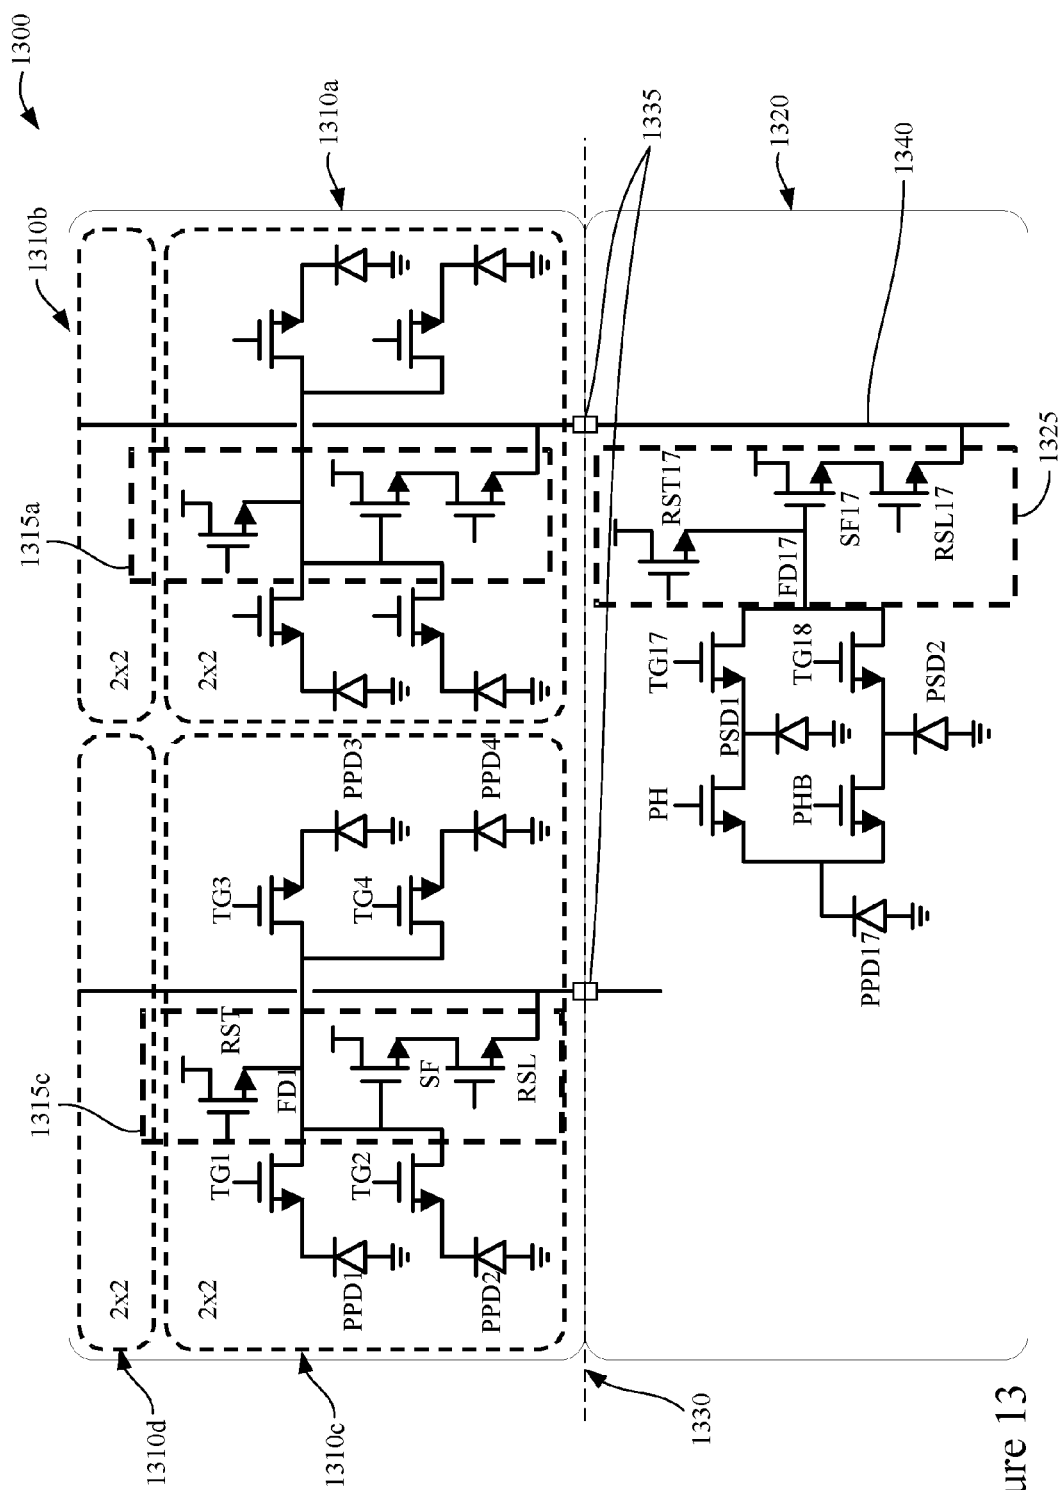 1300
1310b
1310a
1335
1320
1340
1325
1315a
1315c
2x2
2x2
2x2
2x2
RST
FD1
SF
RSL
TG1
TG2
TG3
TG4
PPD1
PPD2
PPD3
PPD4
RST17
FD17
SF17
RSL17
TG17
TG18
PSD1
PSD2
PH
PHB
PPD17
1310d
1310c
1330
ure 13